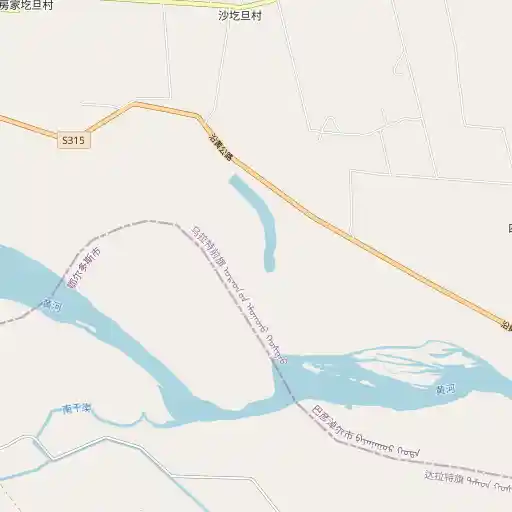 房家圪旦村
沙圪旦村
S315
沿黄公路
乌拉特前旗
鄂尔多斯市
黄河
黄河
南干渠
巴彦淖尔市
达拉特旗